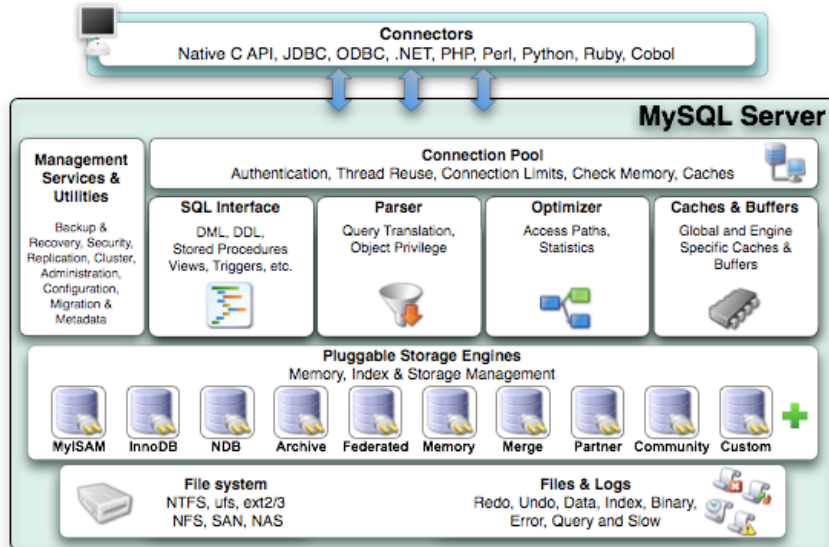 Connectors
Native C API, JDBC, ODBC, .NET, PHP, Perl, Python, Ruby, Cobol
MySQL Server
Management
Services &
Utilities
Backup &
Recovery, Security,
Replication, Cluster,
Administration,
Configuration,
Migration &
Metadata
Connection Pool
Authentication, Thread Reuse, Connection Limits, Check Memory, Caches
SQL Interface
DML, DDL,
Stored Procedures
Views, Triggers, etc.
Parser
Query Translation,
Object Privilege
Optimizer
Access Paths,
Statistics
Caches & Buffers
Global and Engine
Specific Caches &
Buffers
Pluggable Storage Engines
Memory, Index & Storage Management
MyISAM
InnoDB
NDB
Archive
Federated
Memory
Merge
Partner
Community
Custom
File system
NTFS, ufs, ext2/3
NFS, SAN, NAS
Files & Logs
Redo, Undo, Data, Index, Binary,
Error, Query and Slow